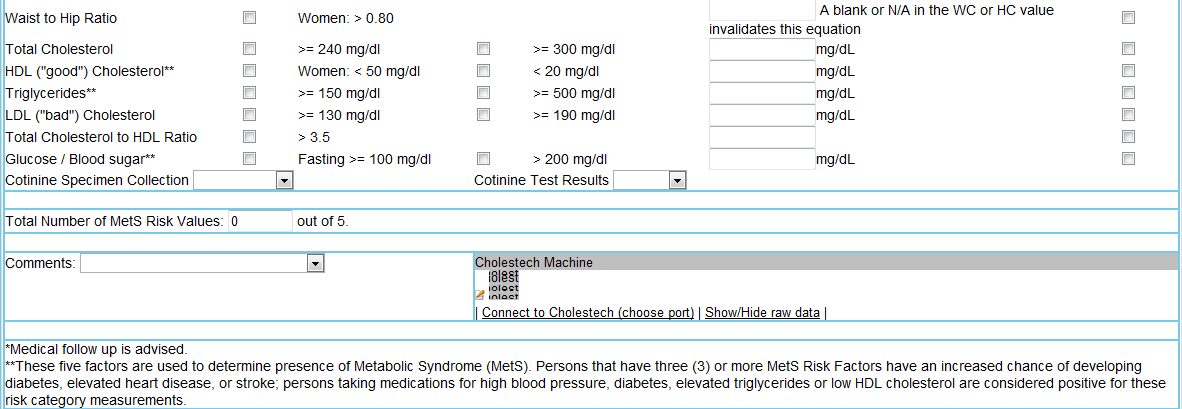 A blank or N/A in the WC or HC value
Waist to Hip Ratio Women: > 0.80 invalidates this equation
Total Cholesterol >= 240 mg/dl >= 300 mg/dl mg/dL
HDL ("good") Cholesterol** Women: < 50 mg/dl < 20 mg/dl mg/dL
Triglycerides** >= 150 mg/dl >= 500 mg/dl mg/dL
LDL ("bad") Cholesterol >= 130 mg/dl >= 190 mg/dl mg/dL
Total Cholesterol to HDL Ratio > 3.5
Glucose / Blood sugar** Fasting >= 100 mg/dl > 200 mg/dl mg/dL
Cotinine Specimen Collection Cotinine Test Results
Total Number of MetS Risk Values: 0 out of 5.
Comments: Cholestech Machine
| Connect to Cholestech (choose port) | Show/Hide raw data |
*Medical follow up is advised.
**These five factors are used to determine presence of Metabolic Syndrome (MetS). Persons that have three (3) or more MetS Risk Factors have an increased chance of developing
diabetes, elevated heart disease, or stroke; persons taking medications for high blood pressure, diabetes, elevated triglycerides or low HDL cholesterol are considered positive for these
risk category measurements.